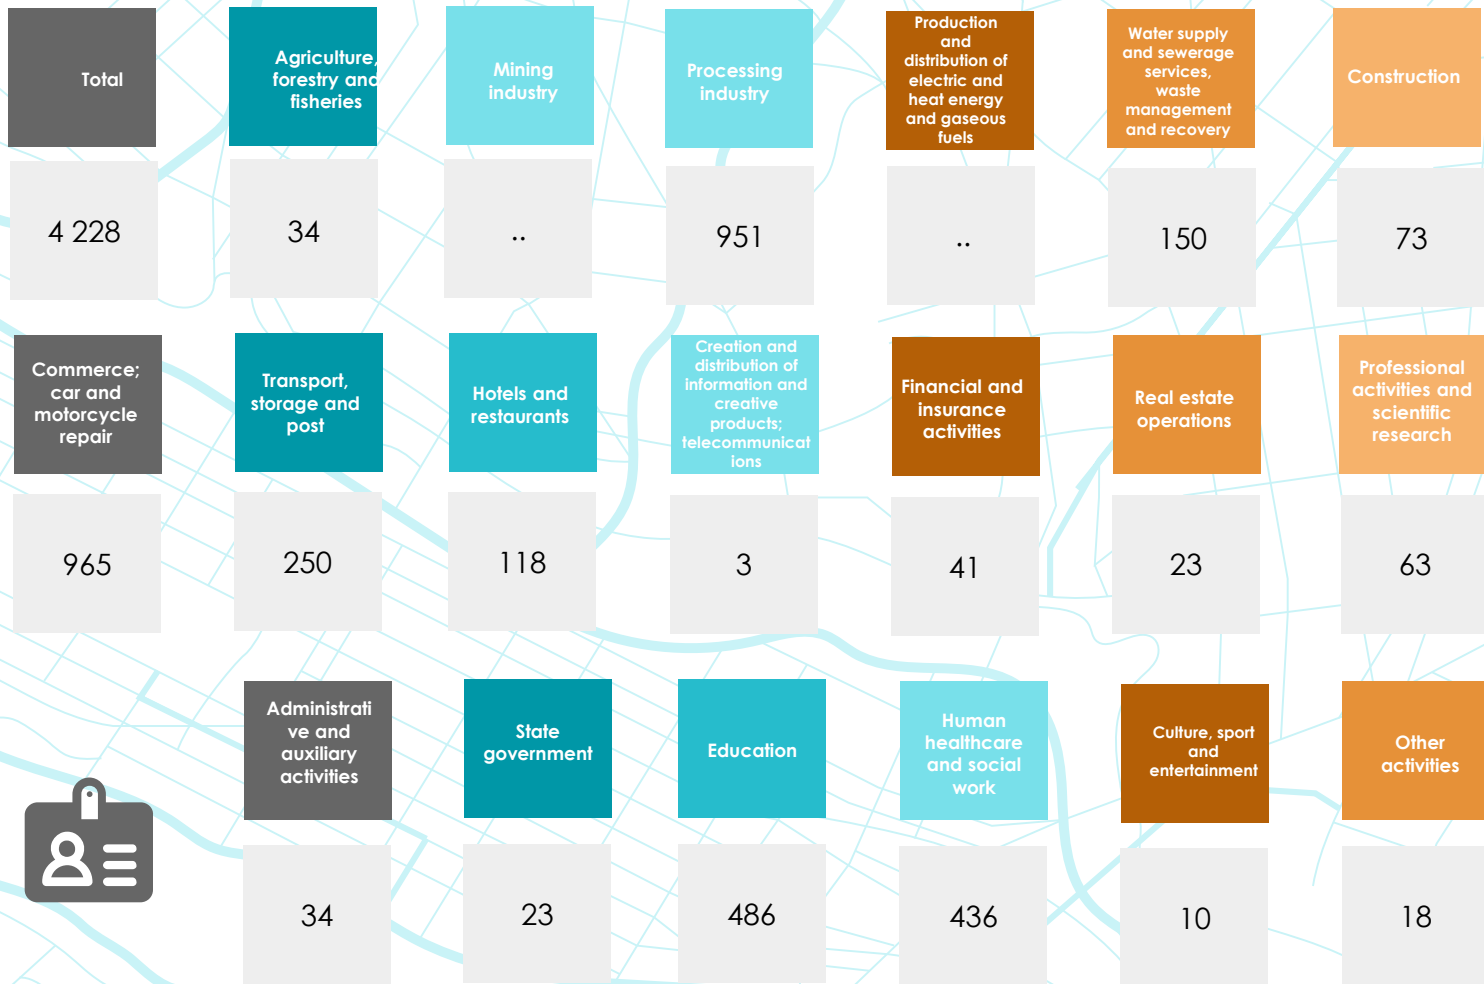 Total
Agriculture,
forestry and
fisheries
Mining
industry
Processing
industry
Production
and
distribution of
electric and
heat energy
and gaseous
fuels
Water supply
and sewerage
services,
waste
management
and recovery
Construction
4 228
34
..
951
..
150
73
Commerce;
car and
motorcycle
repair
Transport,
storage and
post
Hotels and
restaurants
Creation and
distribution of
information and
creative
products;
telecommunicat
ions
Financial and
insurance
activities
Real estate
operations
Professional
activities and
scientific
research
965
250
118
3
41
23
63
Administrati
ve and
auxiliary
activities
State
government
Education
Human
healthcare
and social
work
Culture, sport
and
entertainment
Other
activities
34
23
486
436
10
18